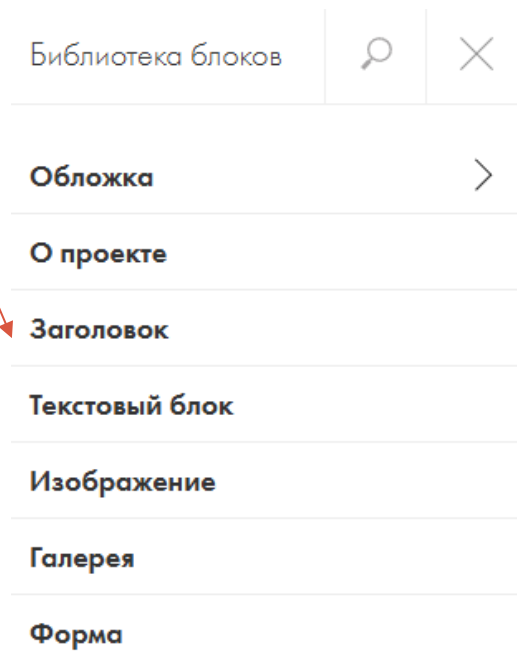 Библиотека блоков
Обложка
О проекте
Заголовок
Текстовый блок
Изображение
Галерея
Форма